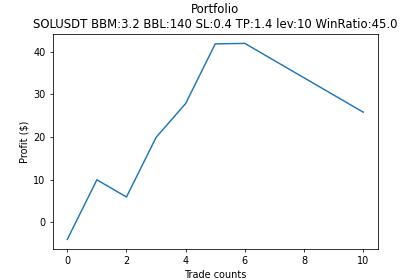 Portfolio
SOLUSDT BBM:3.2 BBL:140 SL:0.4 TP:1.4 lev:10 WinRatio:45.0
40
30
20
10
0
Profit ($)
0 2 4 6 8 10
Trade counts